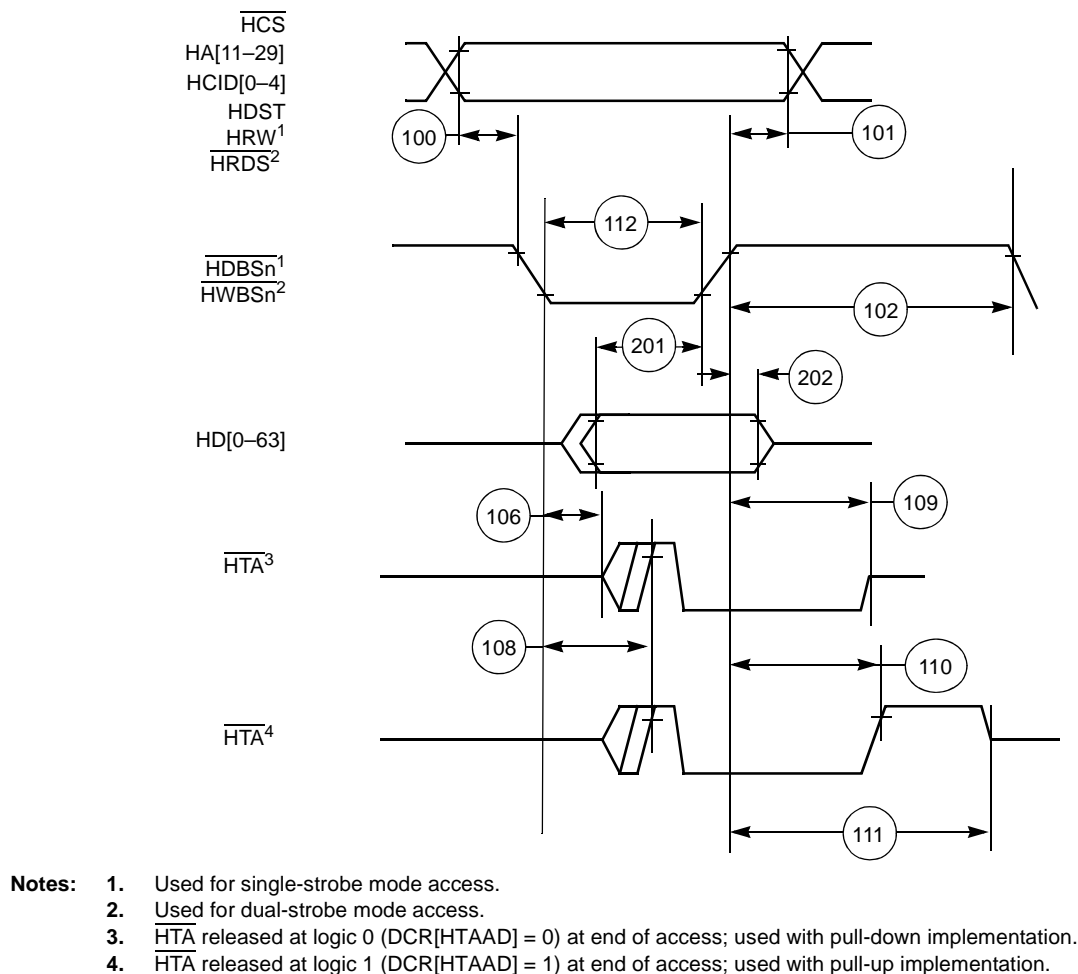 HCS
HA[11–29]
HCID[0–4]
HDST
HRW1
HRDS2
100
101
112
HDBSn1
HWBSn2
102
201
202
HD[0–63]
106
109
HTA3
108
110
HTA4
111
Notes: 1. Used for single-strobe mode access.
2. Used for dual-strobe mode access.
3. HTA released at logic 0 (DCR[HTAAD] = 0) at end of access; used with pull-down implementation.
4. HTA released at logic 1 (DCR[HTAAD] = 1) at end of access; used with pull-up implementation.